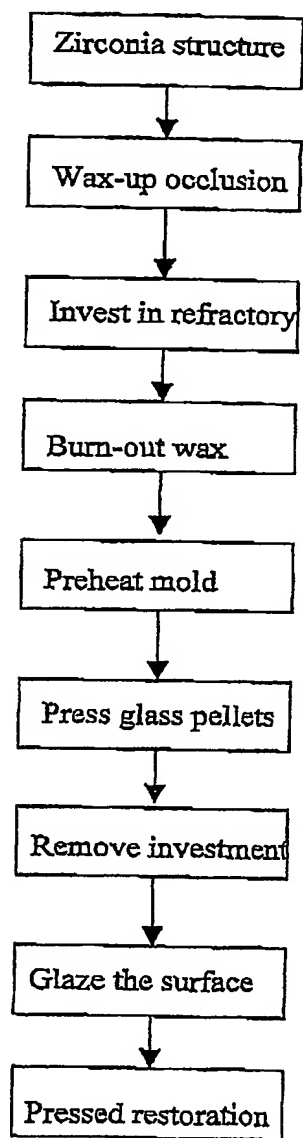 Zirconia structure
Wax-up occlusion
Invest in refractory
Burn-out wax
Preheat mold
Press glass pellets
Remove investment
Glaze the surface
Pressed restoration